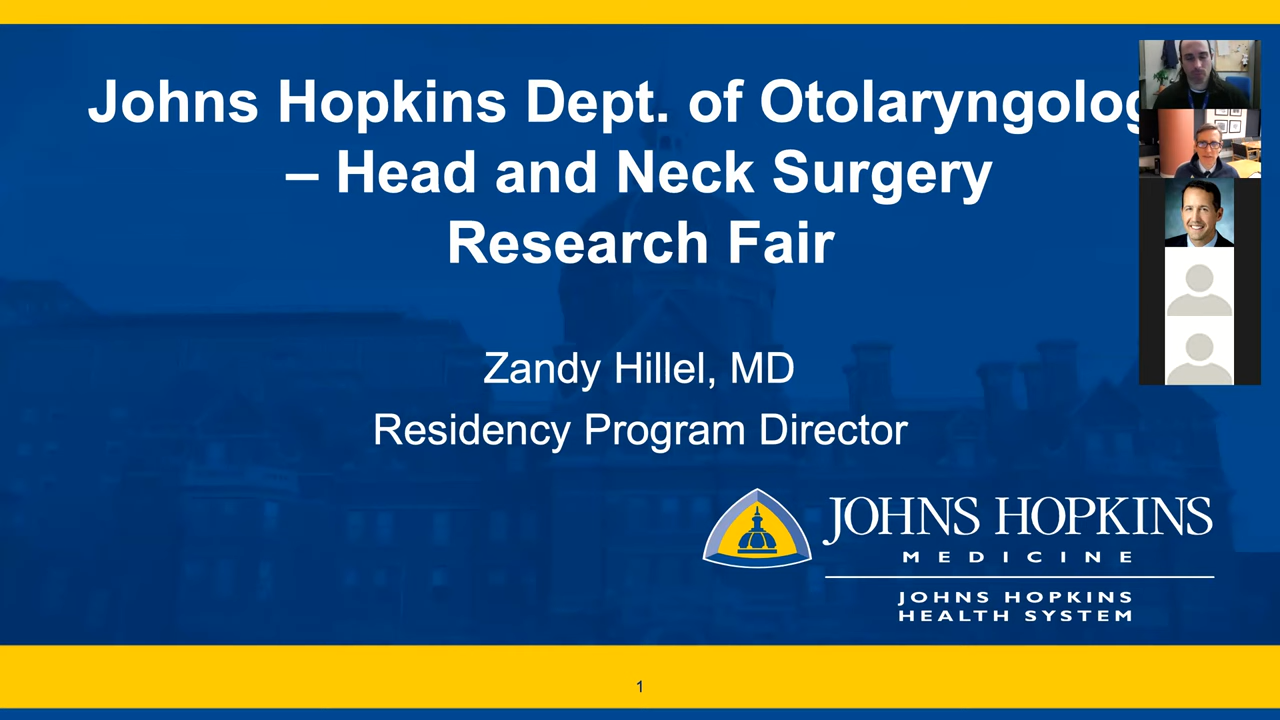 Johns Hopkins Dept. of Otolaryngolog
– Head and Neck Surgery
Research Fair
Zandy Hillel, MD
Residency Program Director
JOHNS HOPKINS
MEDICINE
JOHNS HOPKINS
HEALTH SYSTEM
1